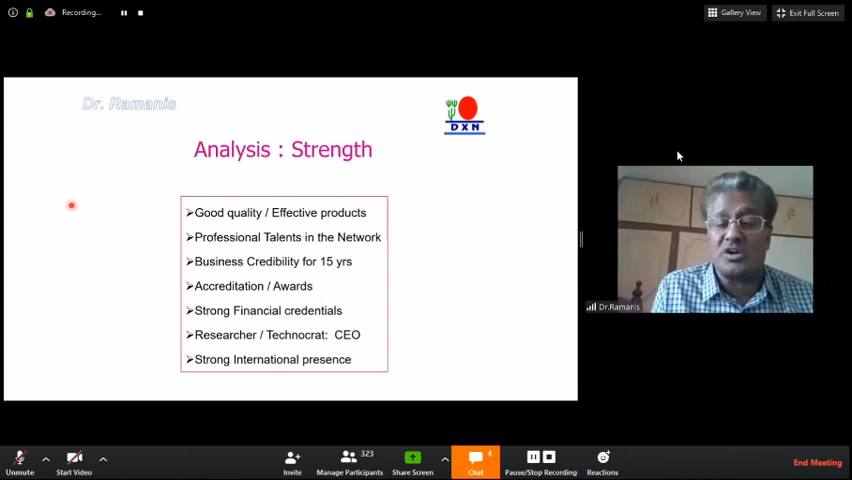 Recording...
Gallery View
Exit Full Screen
Dr. Ramanis
DXN
Analysis : Strength
➢Good quality / Effective products
➢Professional Talents in the Network
➢Business Credibility for 15 yrs
➢Accreditation / Awards
➢Strong Financial credentials
➢Researcher / Technocrat: CEO
➢Strong International presence
Dr.Ramanis
Unmute
Start Video
Invite
323
Manage Participants
Share Screen
4
Chat
Pause/Stop Recording
Reactions
End Meeting